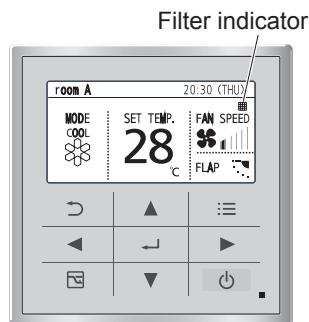 Filter indicator
room A 20:30 (THU)
MODE SET TEMP. FAN SPEED
COOL
28 ℃
FLAP